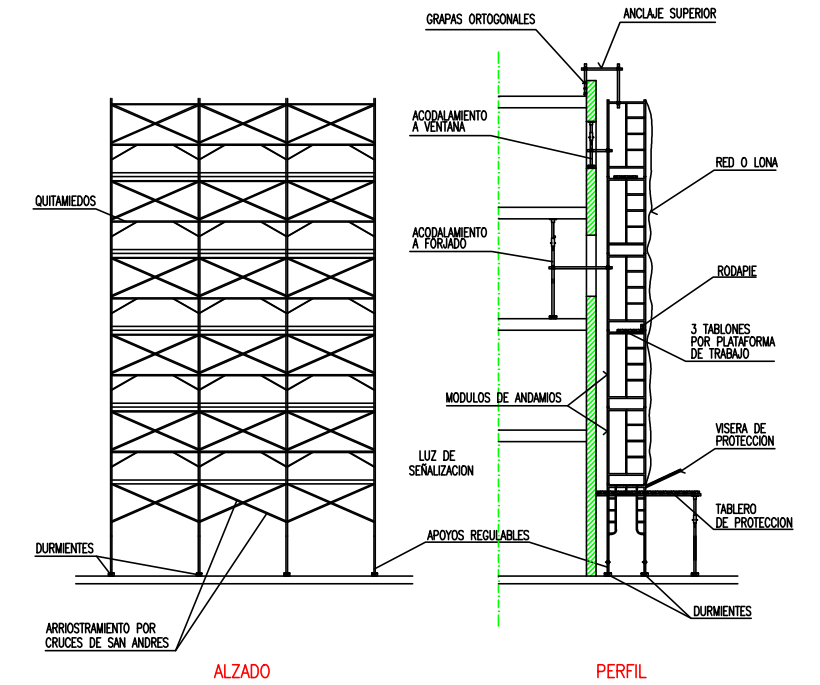 GRAPAS ORTOGONALES
ANCLAJE SUPERIOR
ACODALAMIENTO
A VENTANA
RED O LONA
QUITAMIEDOS
ACODALAMIENTO
A FORJADO
RODAPIE
3 TABLONES
POR PLATAFORMA
DE TRABAJO
MODULOS DE ANDAMIOS
VISERA DE
PROTECCION
LUZ DE
SEÑALIZACION
TABLERO
DE PROTECCION
APOYOS REGULABLES
DURMIENTES
DURMIENTES
ARRIOSTRAMIENTO POR
CRUCES DE SAN ANDRES
ALZADO
PERFIL